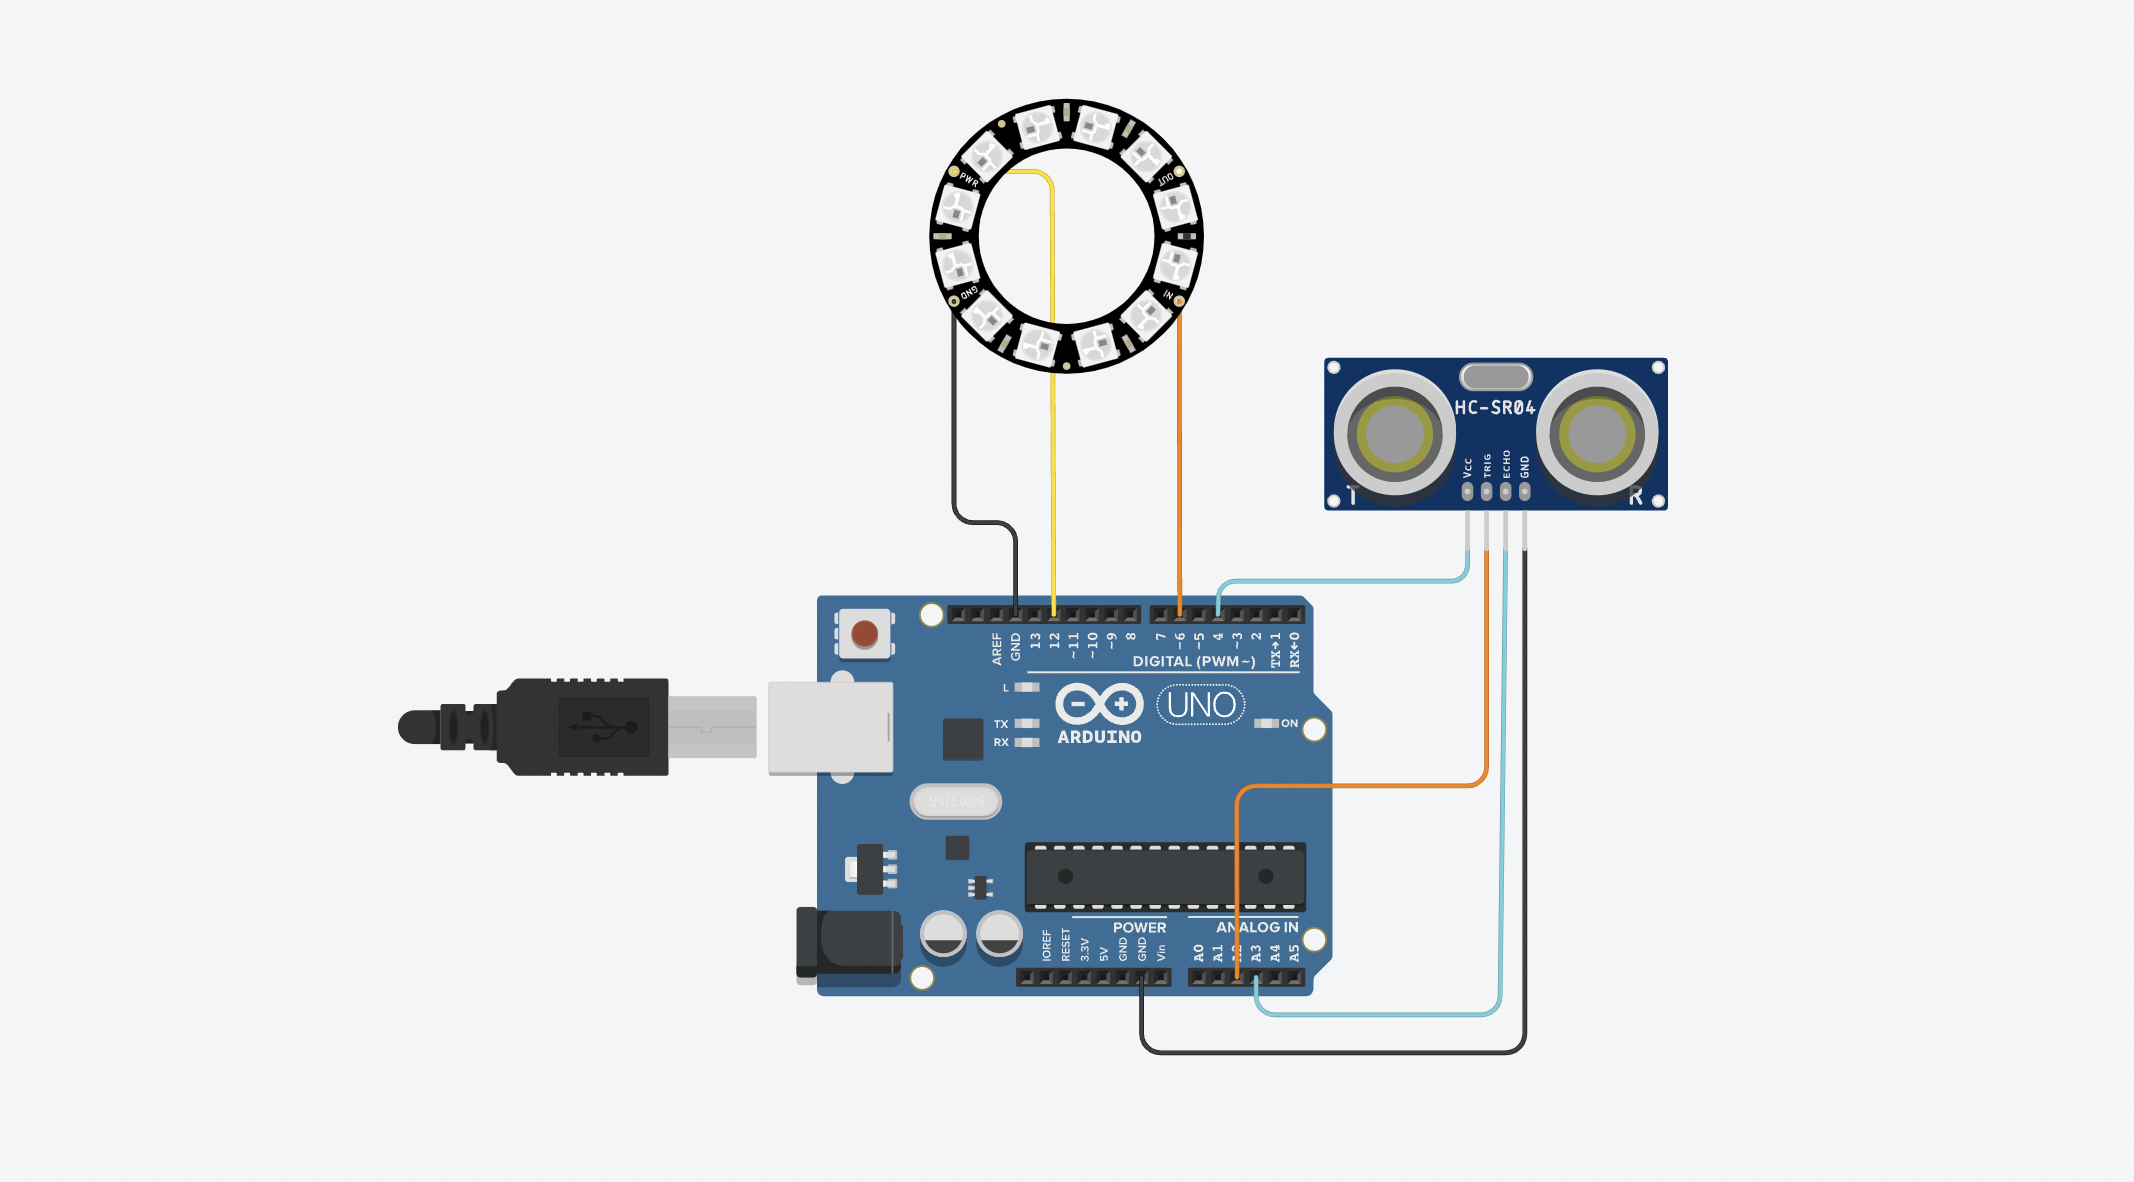 PWR
OUT
GND
IN
HC-SR04
Vcc
TRIG
ECHO
GND
T
R
AREF
GND
13
12
~11
~10
~9
8
7
~6
~5
4
~3
2
TX→1
RX←0
DIGITAL (PWM~)
L
TX
RX
ARDUINO
UNO
ON
SPK16.000G
POWER
ANALOG IN
IOREF
RESET
3.3V
5V
GND
GND
Vin
A0
A1
A2
A3
A4
A5